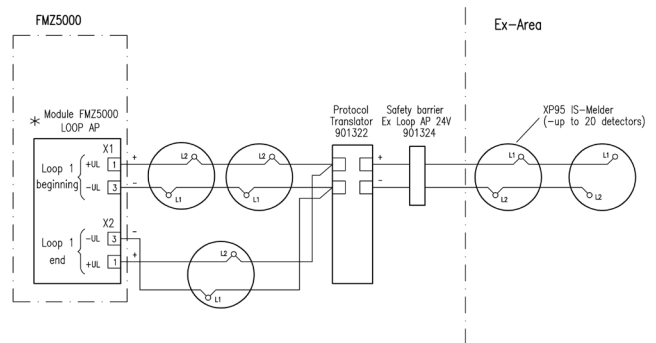 FMZ5000
Ex-Area
* Module FMZ5000
LOOP AP
Protocol
Translator
901322
Safety barrier
Ex Loop AP 24V
901324
XP95 IS-Melder
(-up to 20 detectors)
X1
Loop 1
beginning
+UL 1 +
-UL 3 -
X2
Loop 1
end
-UL 3 -
+UL 1 +
L2
L1
L2
L1
L2
L1
+
-
L1
L2
L1
L2